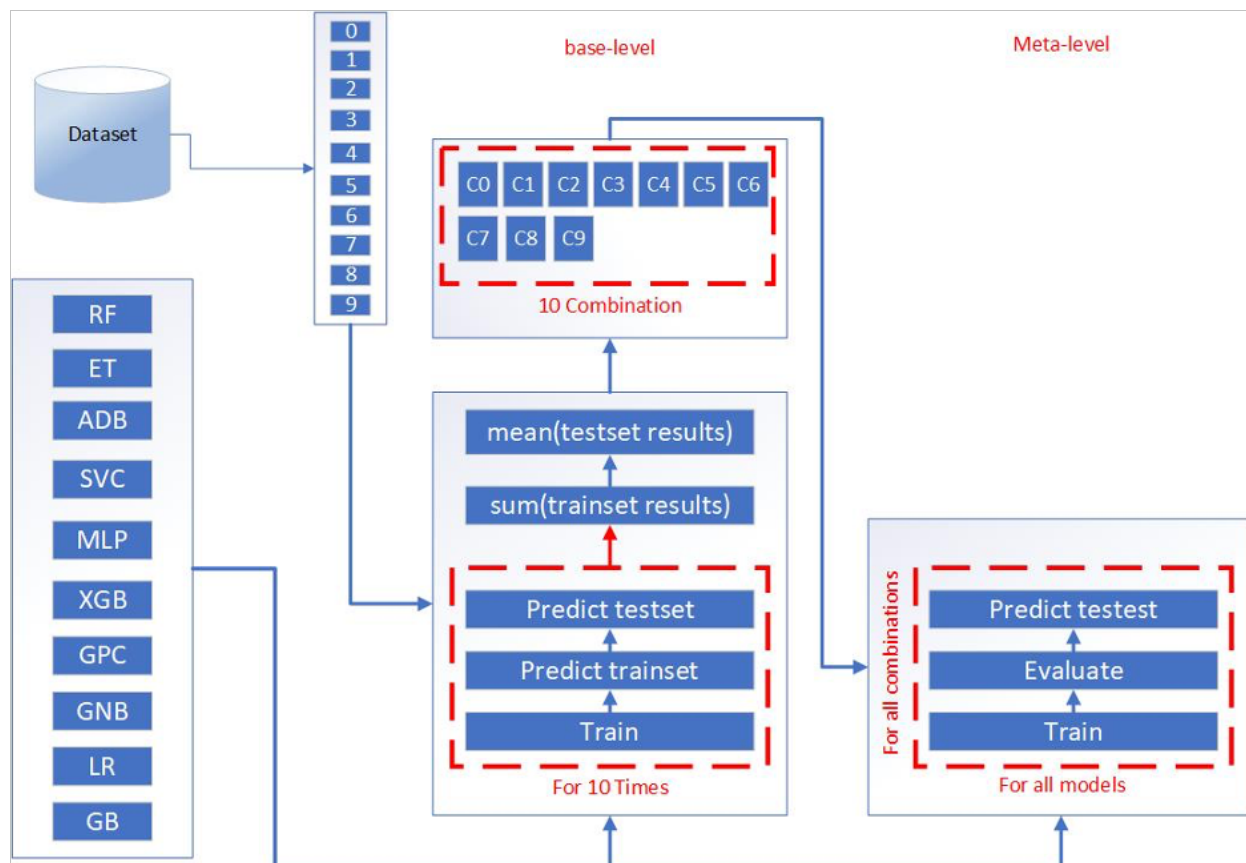 Dataset
0
1
2
3
4
5
6
7
8
9
RF
ET
ADB
SVC
MLP
XGB
GPC
GNB
LR
GB
base-level
C0 C1 C2 C3 C4 C5 C6
C7 C8 C9
10 Combination
mean(testset results)
sum(trainset results)
Predict testset
Predict trainset
Train
For 10 Times
Meta-level
For all combinations
Predict testest
Evaluate
Train
For all models